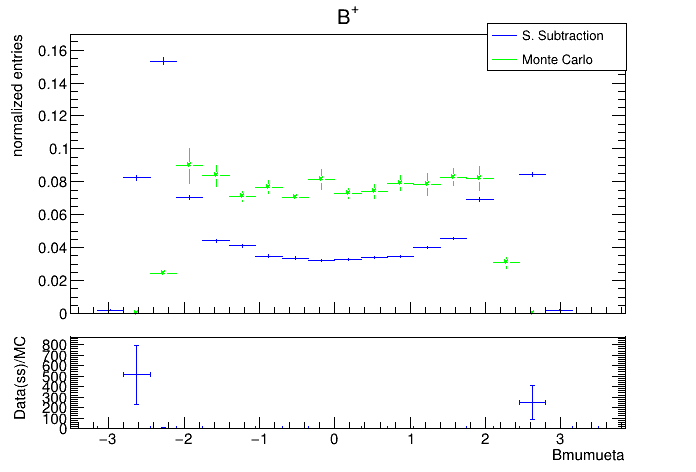 B+
S. Subtraction
Monte Carlo
normalized entries
0.16
0.14
0.12
0.1
0.08
0.06
0.04
0.02
0
Data(ss)/MC
800
700
600
500
400
300
200
100
0
−3 −2 −1 0 1 2 3
Bmumueta